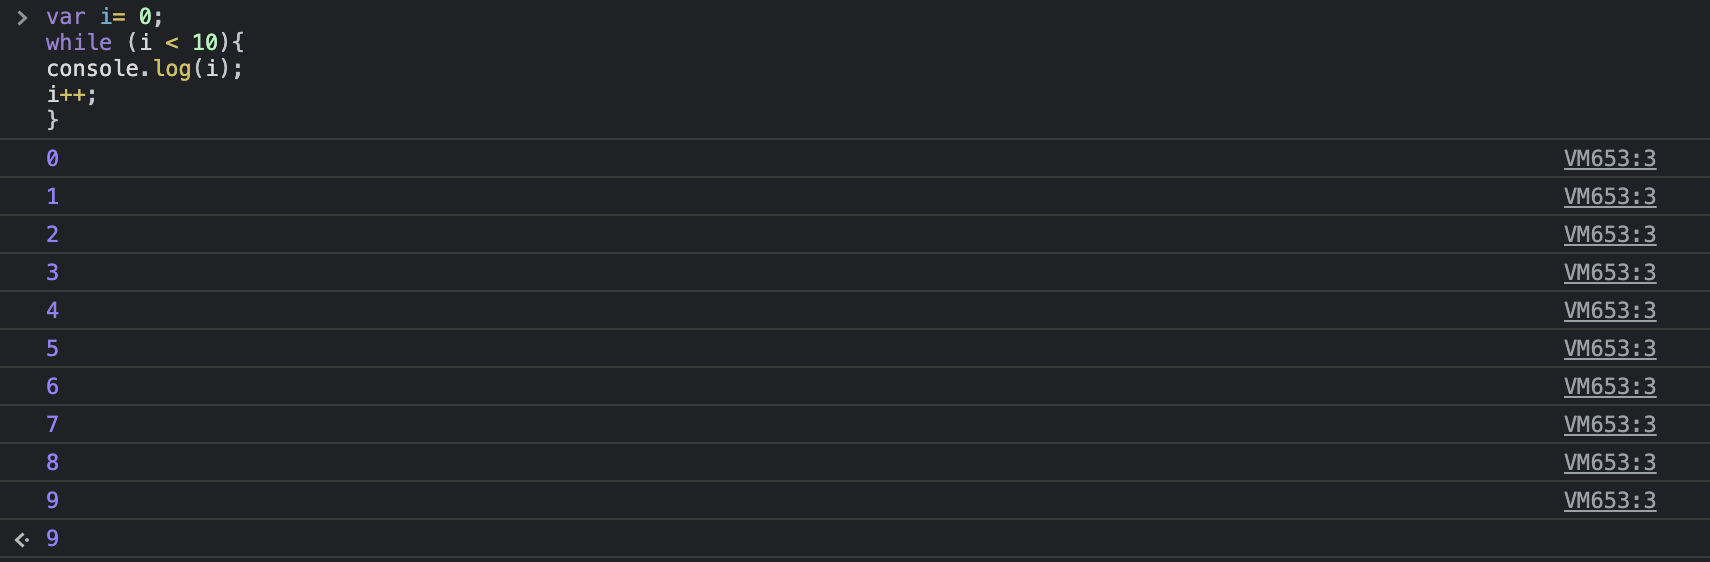 > var i= 0;
while (i < 10){
console.log(i);
i++;
}
0 VM653:3
1 VM653:3
2 VM653:3
3 VM653:3
4 VM653:3
5 VM653:3
6 VM653:3
7 VM653:3
8 VM653:3
9 VM653:3
9